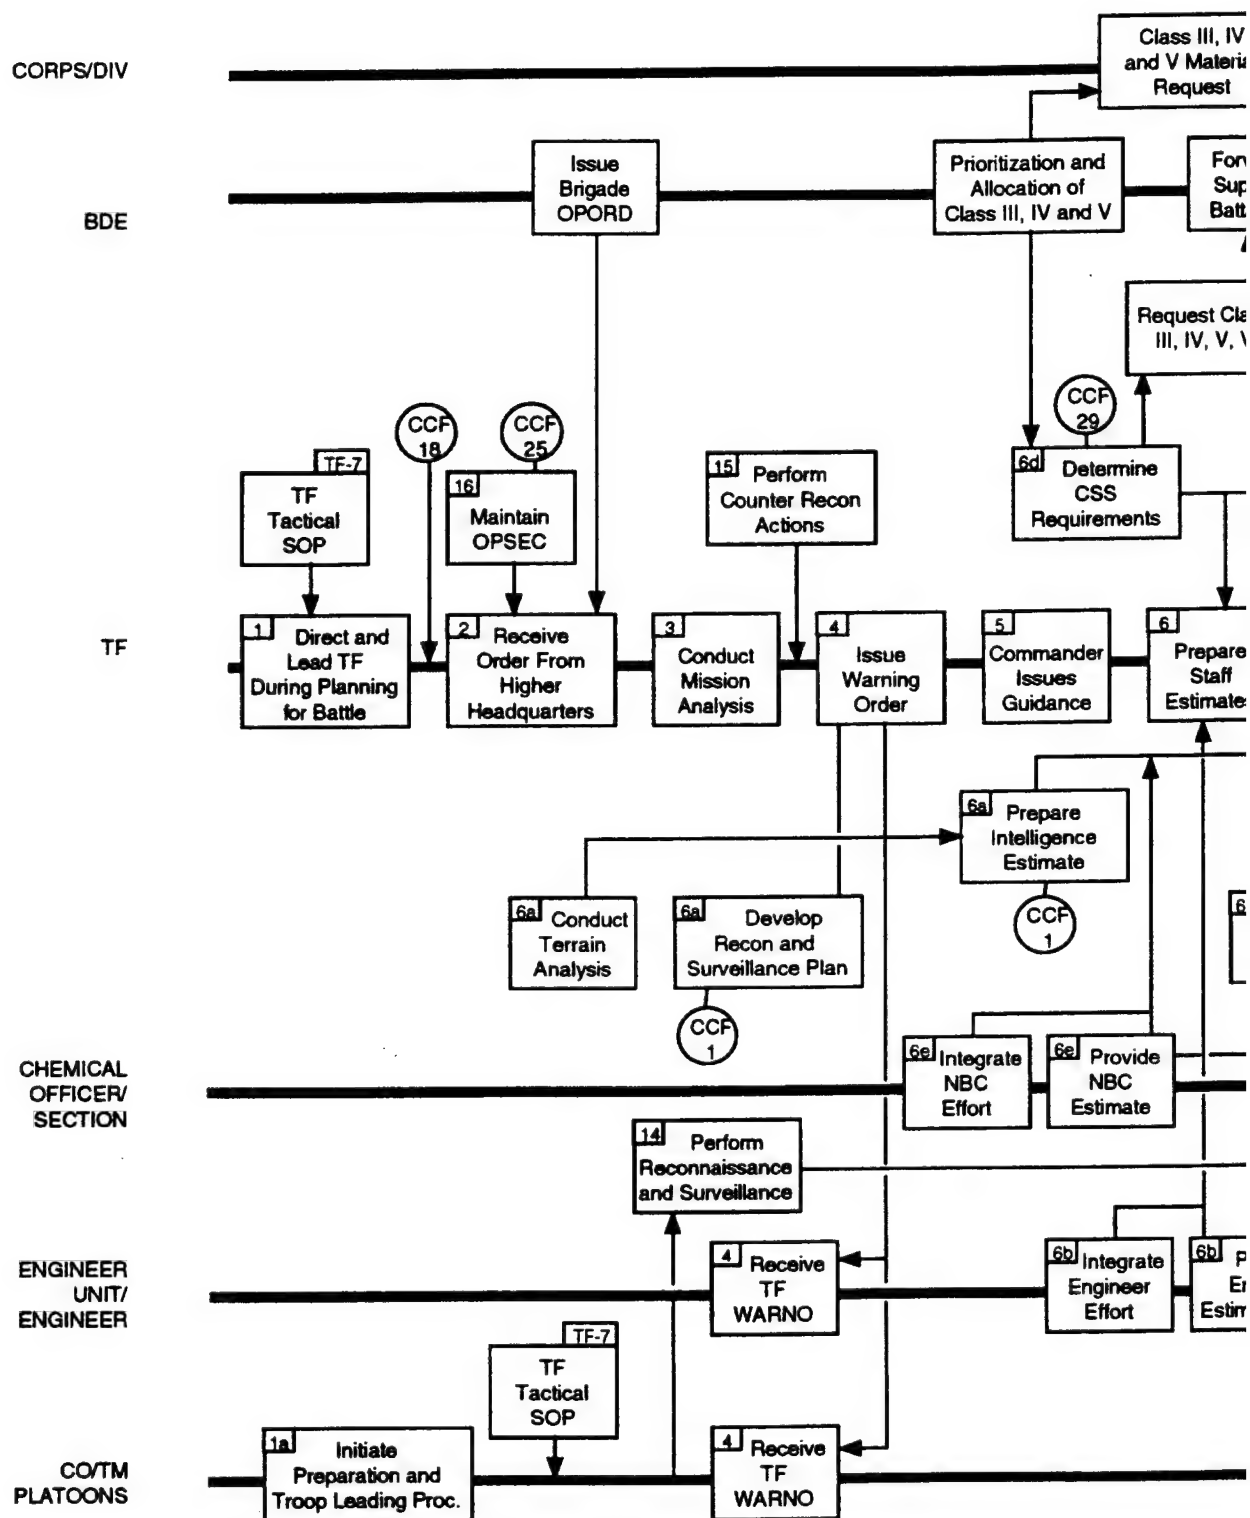 CORPS/DIV
Class III, IV
and V
Request
Issue
Brigade
OPORD
Prioritization and
Allocation of
Class III, IV and V
BDE
Request
III, IV, V,
CCF
18
CCF
25
CCF
29
TF-7
TF
Tactical
SOP
16
Maintain
OPSEC
15
Perform
Counter Recon
Actions
6d
Determine
CSS
Requirements
TF
1
Direct and
Lead TF
During Planning
for Battle
2
Receive
Order From
Higher
Headquarters
3
Conduct
Mission
Analysis
4
Issue
Warning
Order
5
Commander
Issues
Guidance
6
Prepare
Staff
Estimates
6a
Prepare
Intelligence
Estimate
CCF
1
6a
Conduct
Terrain
Analysis
6a
Develop
Recon and
Surveillance Plan
CCF
1
6
CHEMICAL
OFFICER/
SECTION
6e
Integrate
NBC
Effort
6e
Provide
NBC
Estimate
14
Perform
Reconnaissance
and Surveillance
ENGINEER
UNIT/
ENGINEER
4
Receive
TF
WARNO
6b
Integrate
Engineer
Effort
6b
TF-7
TF
Tactical
SOP
CO/TM
PLATOONS
1a
Initiate
Preparation and
Troop Leading Proc.
4
Receive
TF
WARNO